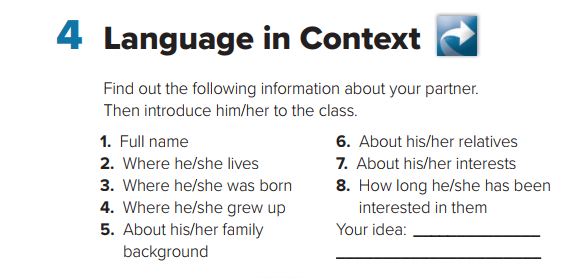 4 Language in Context
Find out the following information about your partner.
Then introduce him/her to the class.
1. Full name
2. Where he/she lives
3. Where he/she was born
4. Where he/she grew up
5. About his/her family
background
6. About his/her relatives
7. About his/her interests
8. How long he/she has been
interested in them
Your idea: ____________
____________________